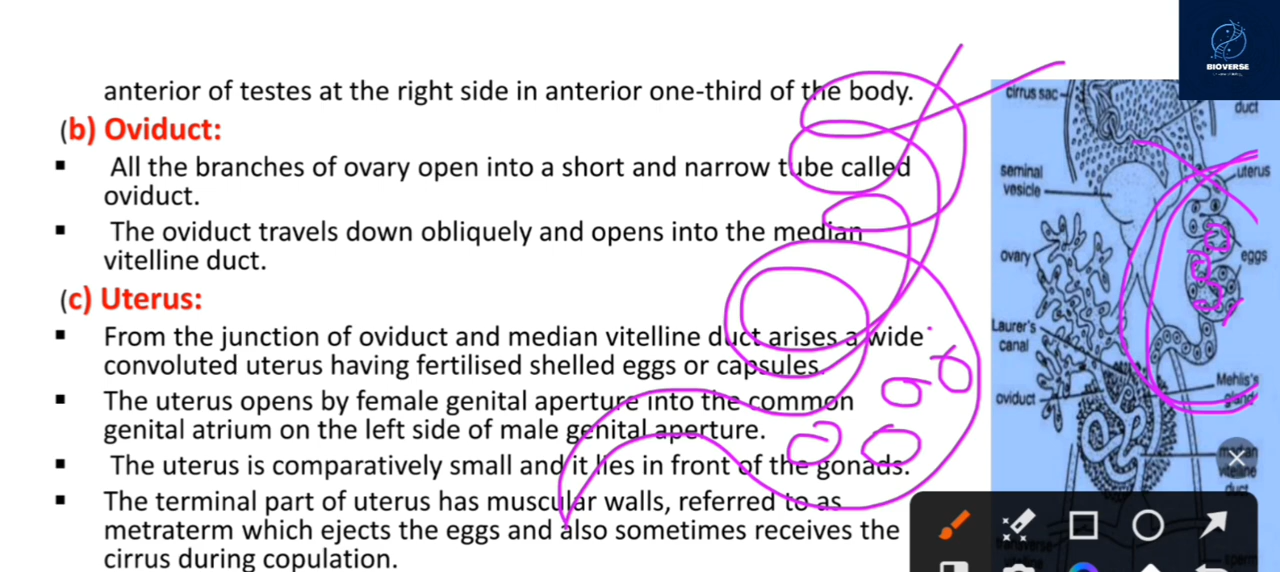 BIOVERSE
anterior of testes at the right side in anterior one-third of the body.
(b) Oviduct:
▪ All the branches of ovary open into a short and narrow tube called
oviduct.
▪ The oviduct travels down obliquely and opens into the median
vitelline duct.
(c) Uterus:
▪ From the junction of oviduct and median vitelline duct arises a wide
convoluted uterus having fertilised shelled eggs or capsules.
▪ The uterus opens by female genital aperture into the common
genital atrium on the left side of male genital aperture.
▪ The uterus is comparatively small and it lies in front of the gonads.
▪ The terminal part of uterus has muscular walls, referred to as
metraterm which ejects the eggs and also sometimes receives the
cirrus during copulation.
cirrus sac
duct
seminal
vesicle
uterus
ovary
eggs
Laurer's
canal
Mehlis's
gland
oviduct
median
vitelline
duct